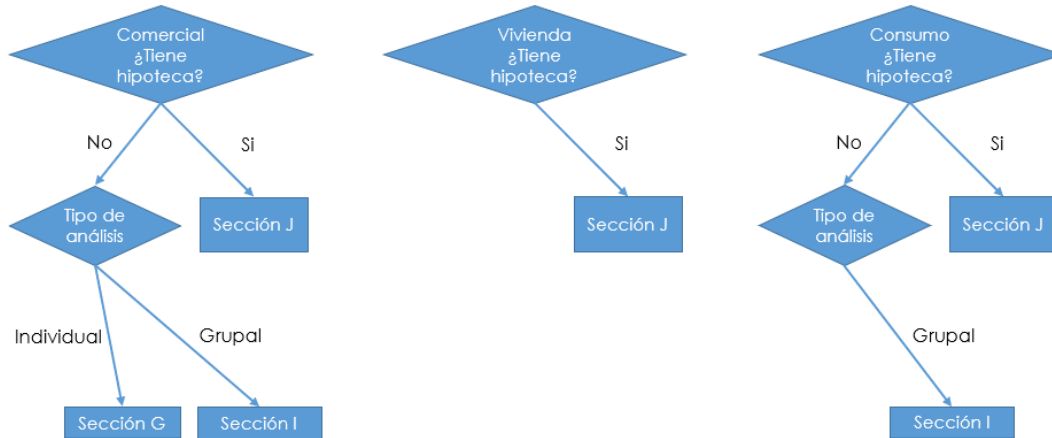 Comercial
¿Tiene
hipoteca?
Vivienda
¿Tiene
hipoteca?
Consumo
¿Tiene
hipoteca?
No
Si
Si
No
Si
Tipo de
análisis
Sección J
Sección J
Tipo de
análisis
Sección J
Individual
Grupal
Grupal
Sección G
Sección I
Sección I